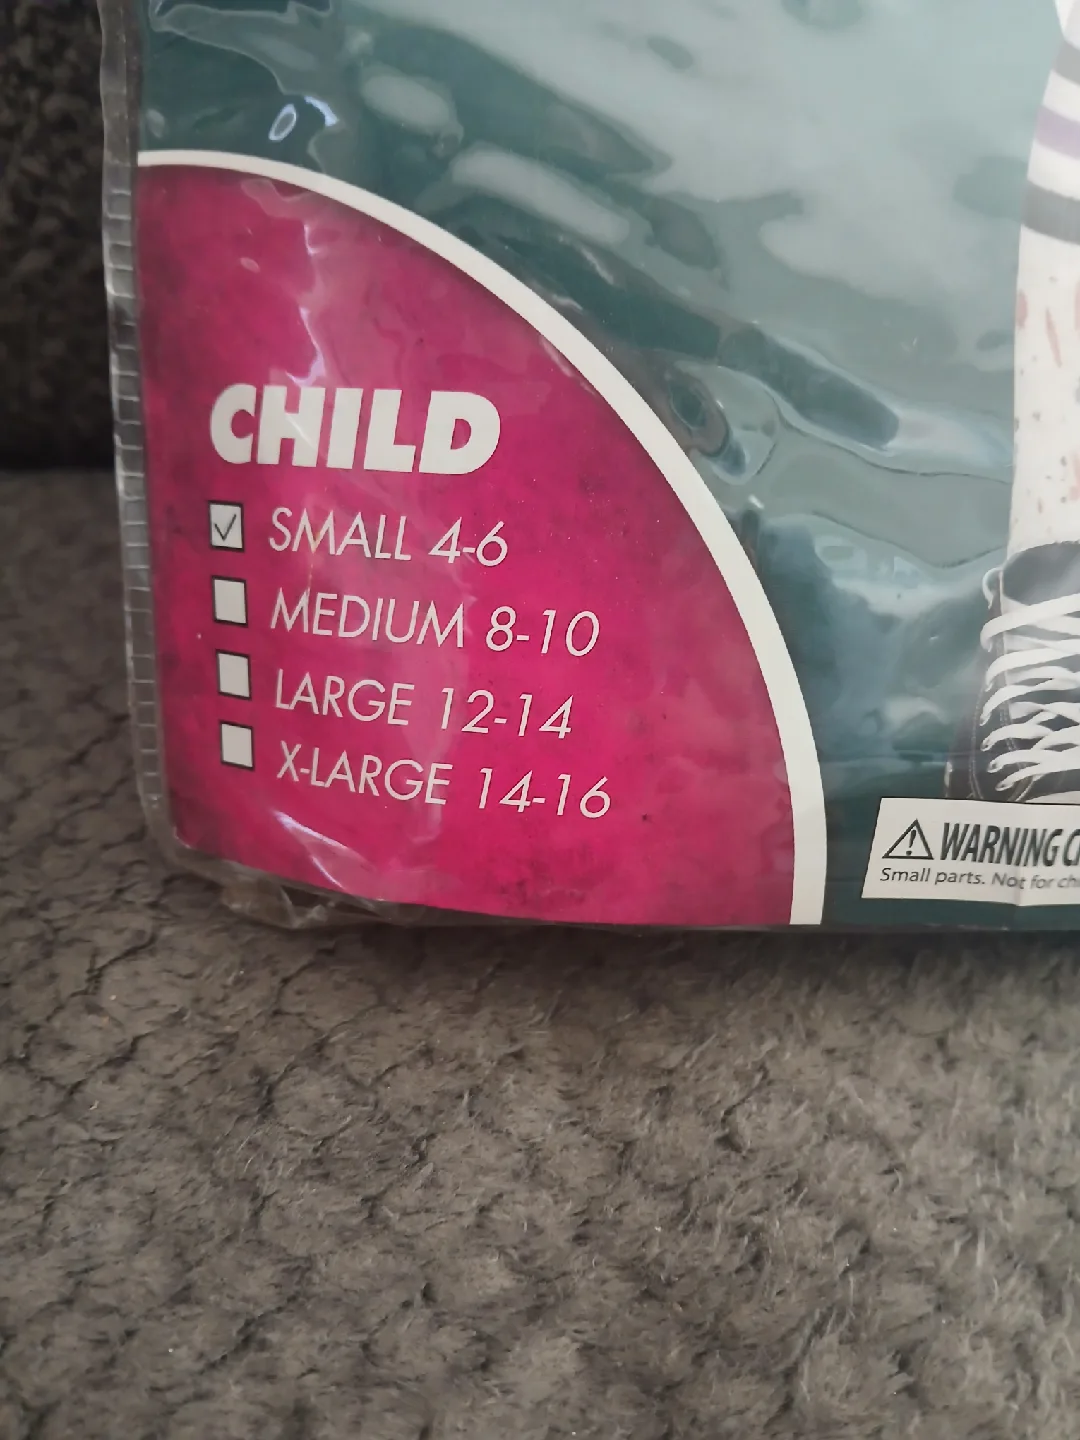 CHILD
SMALL 4-6
MEDIUM 8-10
LARGE 12-14
X-LARGE 14-16
WARNING
Small parts. Not for